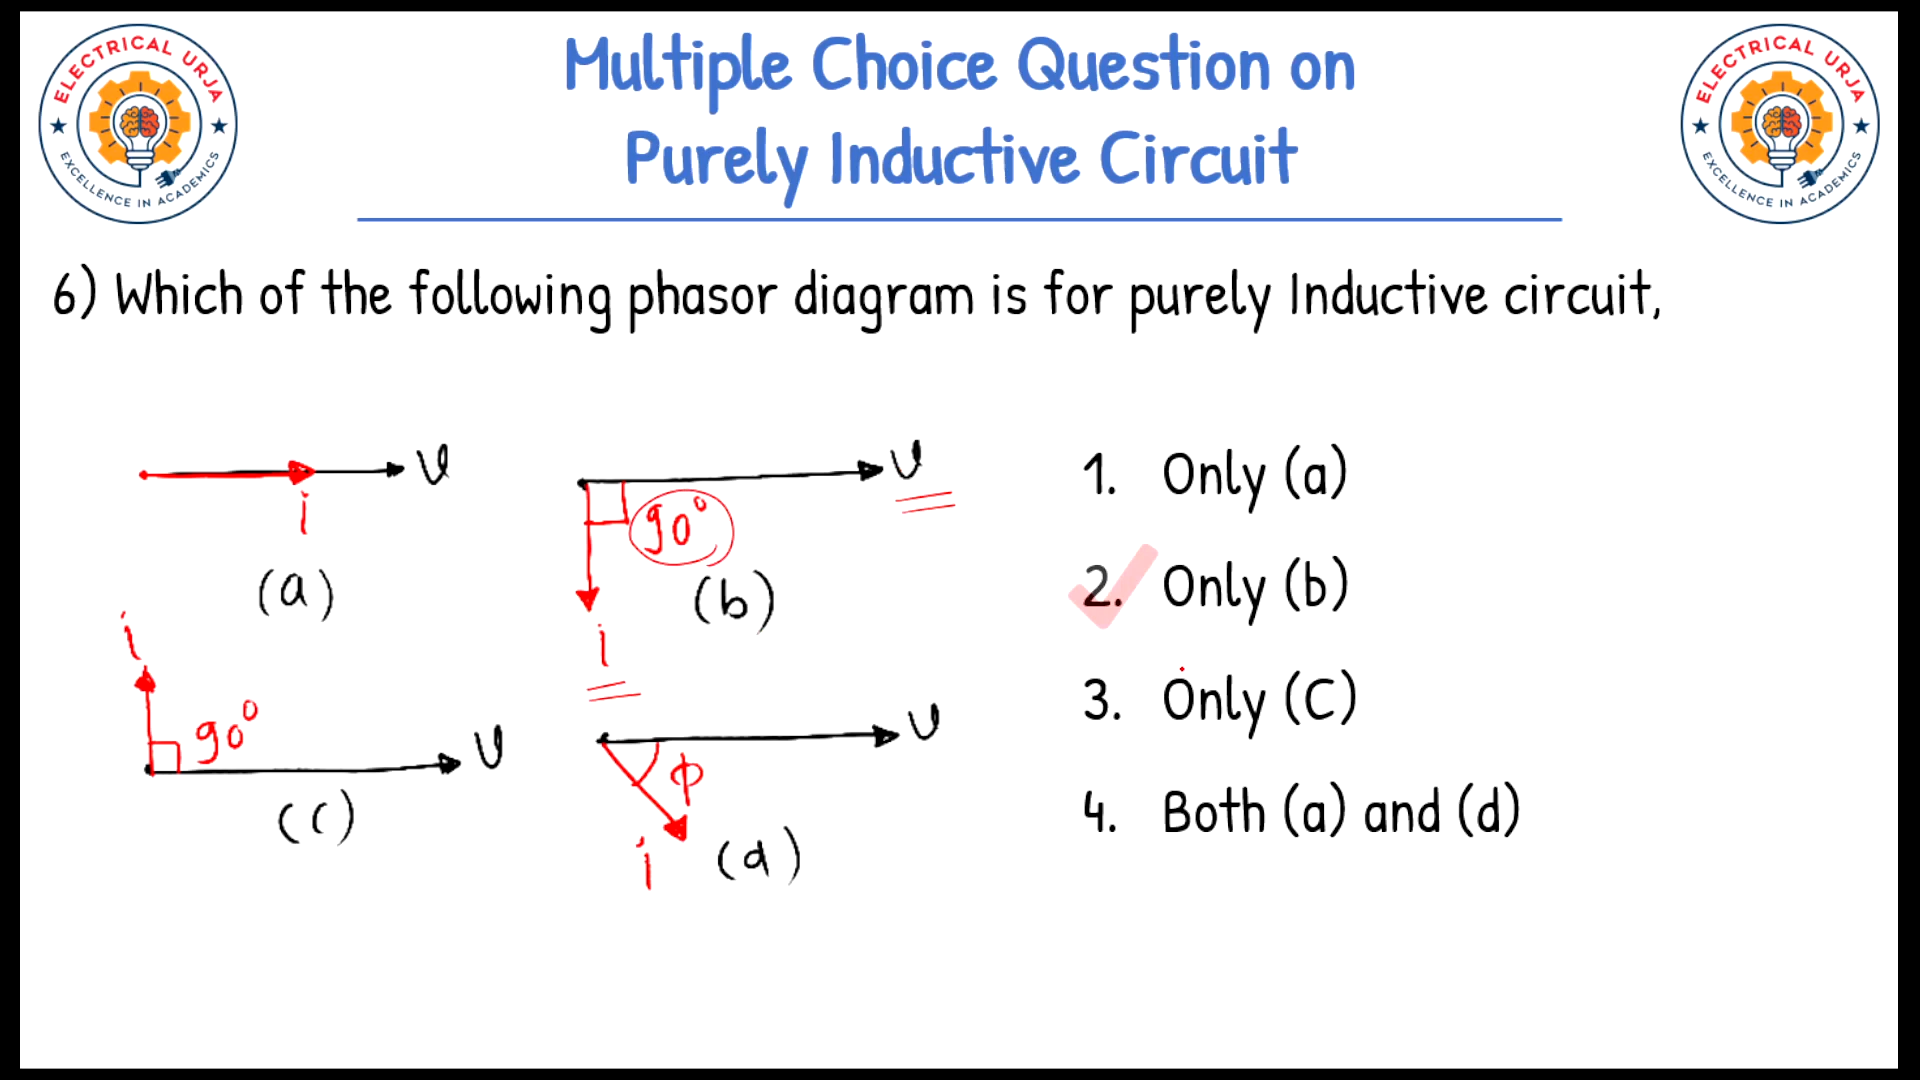 ELECTRICAL URJA
EXCELLENCE IN ACADEMICS
Multiple Choice Question on
Purely Inductive Circuit
ELECTRICAL URJA
EXCELLENCE IN ACADEMICS
6) Which of the following phasor diagram is for purely Inductive circuit,
v
i
(a)
v
90°
i
(b)
i
90°
v
(c)
v
φ
i
(d)
1. Only (a)
2. Only (b)
3. Only (C)
4. Both (a) and (d)